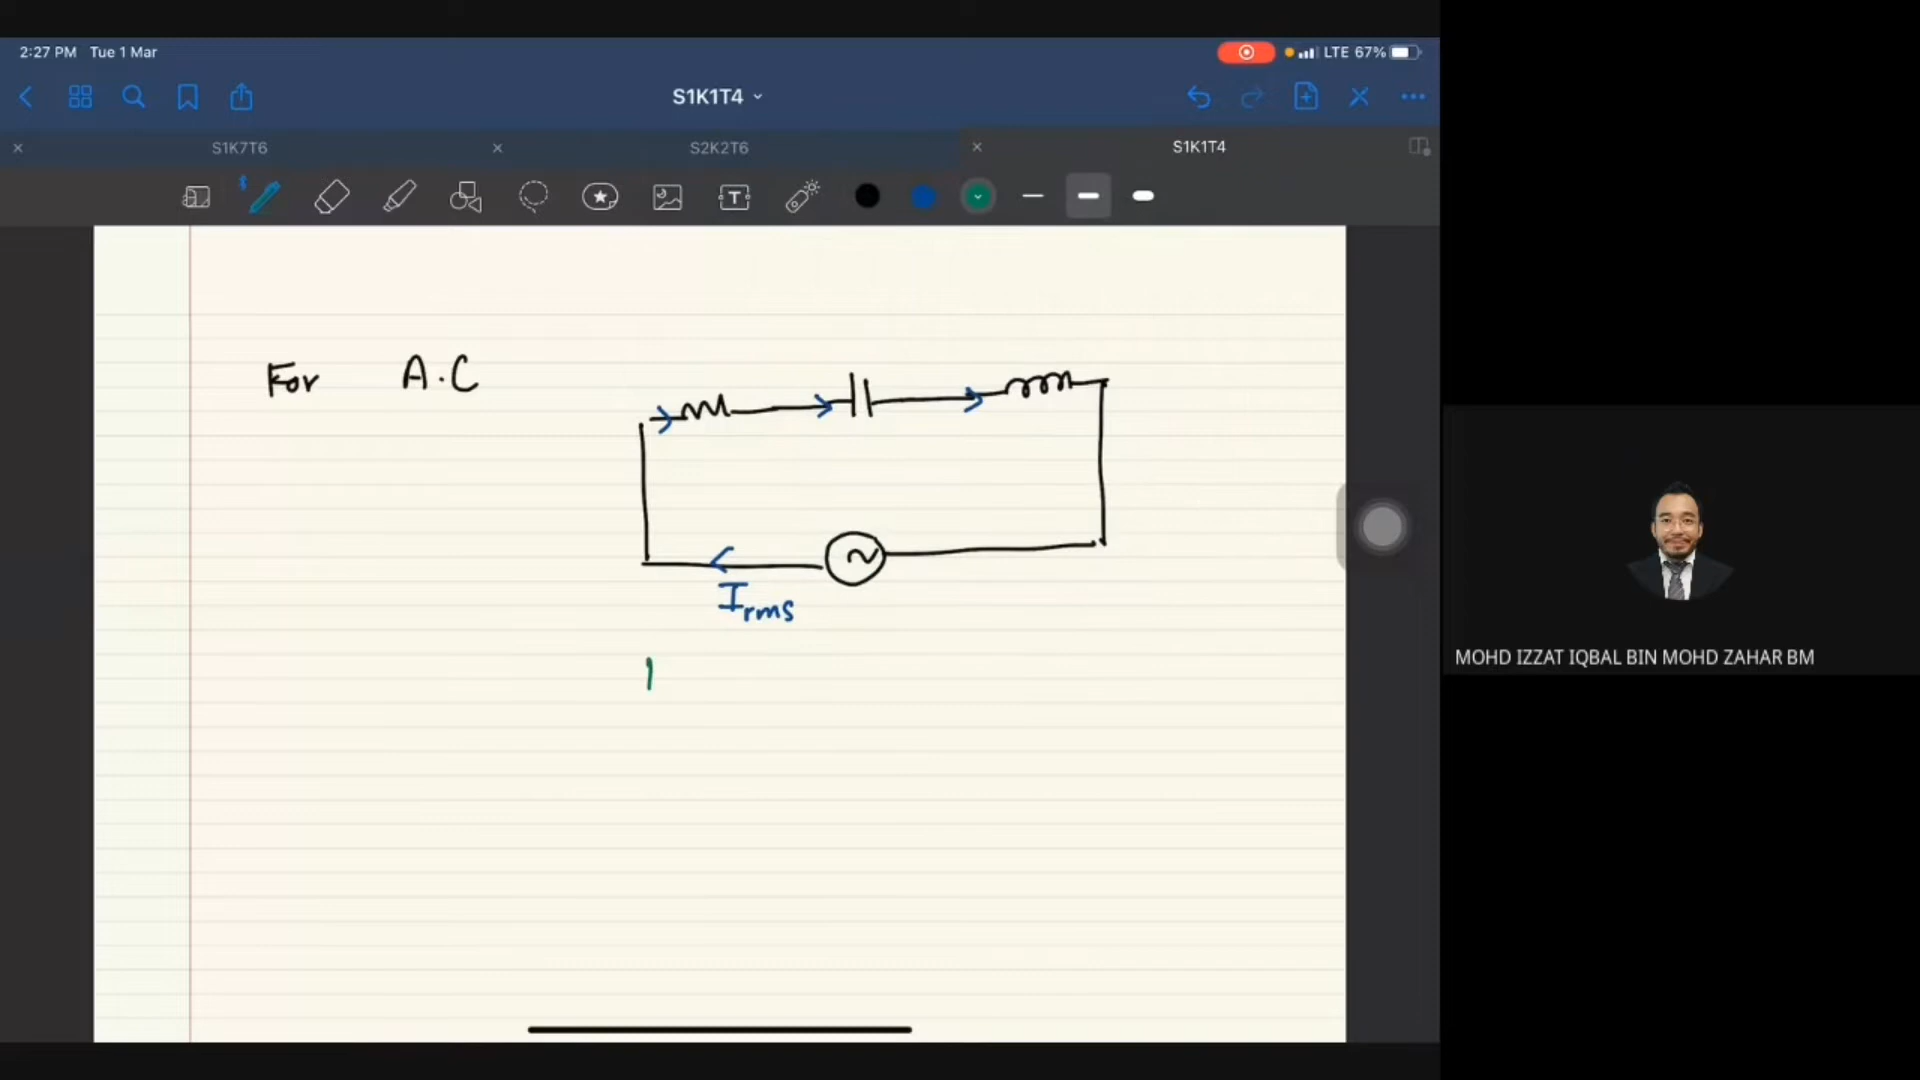 2:27 PM Tue 1 Mar
LTE 67%
S1K1T4
S1K7T6
S2K2T6
S1K1T4
T
For A.C
Irms
MOHD IZZAT IQBAL BIN MOHD ZAHAR BM